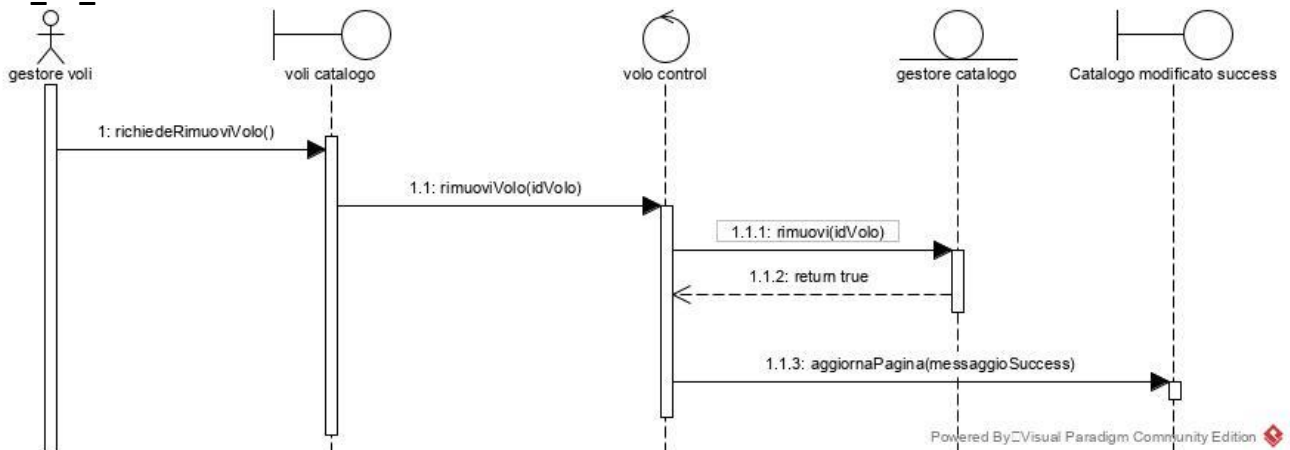 gestore voli
voli catalogo
volo control
gestore catalogo
Catalogo modificato success
1: richiedeRimuoviVolo()
1.1: rimuoviVolo(idVolo)
1.1.1: rimuovi(idVolo)
1.1.2: return true
1.1.3: aggiornaPagina(messaggioSuccess)
Powered By□Visual Paradigm Community Edition